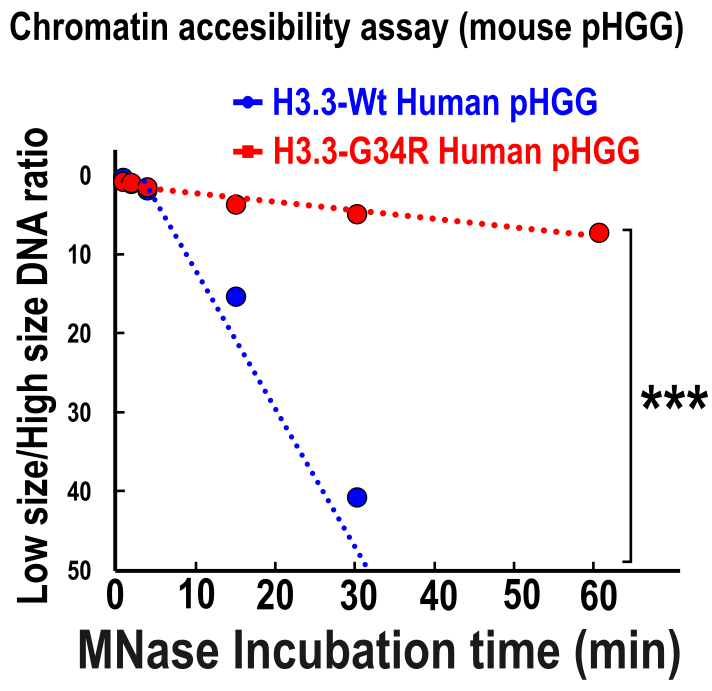 Chromatin accesibility assay (mouse pHGG)
H3.3-Wt Human pHGG
H3.3-G34R Human pHGG
Low size/High size DNA ratio
0
10
20
30
40
50
0 10 20 30 40 50 60
***
MNase Incubation time (min)